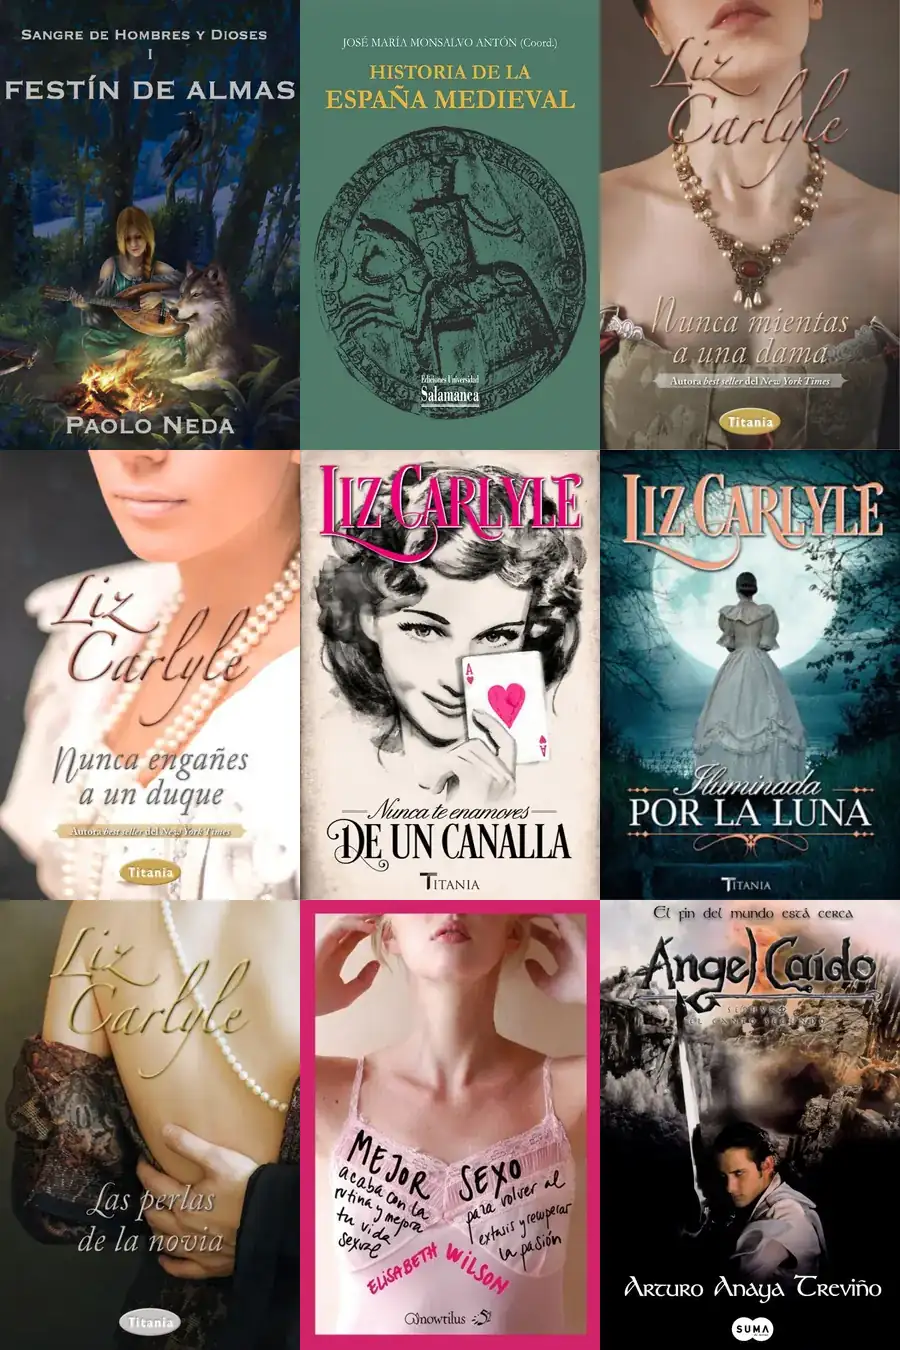 SANGRE DE HOMBRES Y DIOSES
I
FESTÍN DE ALMAS
PAOLO NEDA
JOSÉ MARÍA MONSALVO ANTÓN (Coord.)
HISTORIA DE LA
ESPAÑA MEDIEVAL
Ediciones Universidad
Salamanca
Liz
Carlyle
Nunca mientas
a una dama
Autora best seller del New York Times
Titania
Liz
Carlyle
Nunca engañes
a un duque
Autora best seller del New York Times
Titania
LIZ CARLYLE
A
A
Nunca te enamores
DE UN CANALLA
TITANIA
LIZ CARLYLE
Iluminada
POR LA LUNA
TITANIA
Liz
Carlyle
Las perlas
de la novia
Titania
MEJOR
acaba con la
rutina y mejora
tu vida
sexual
SEXO
para volver al
extasis y recuperar
la pasión
ELISABETH WILSON
nowtilus
El fin del mundo está cerca
Ángel Caído
Arturo Anaya Treviño
SUMA